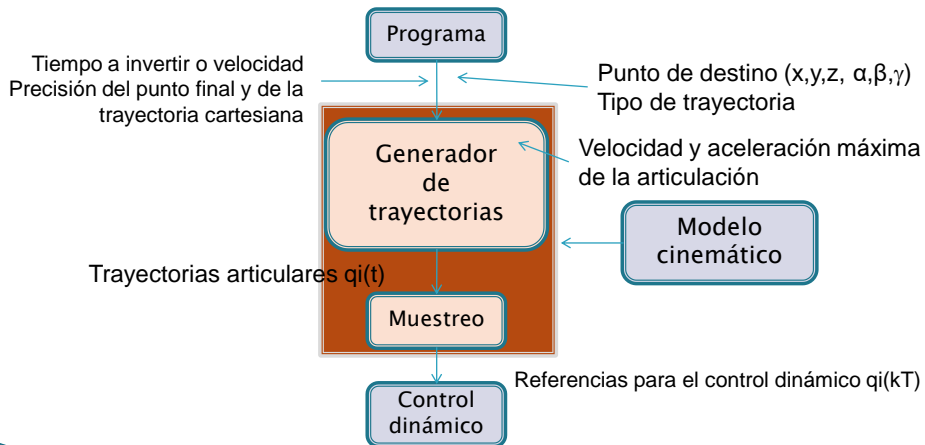 Programa
Tiempo a invertir o velocidad
Precisión del punto final y de la
trayectoria cartesiana
Punto de destino (x,y,z, α,β,γ)
Tipo de trayectoria
Generador
de
trayectorias
Velocidad y aceleración máxima
de la articulación
Modelo
cinemático
Trayectorias articulares qi(t)
Muestreo
Referencias para el control dinámico qi(kT)
Control
dinámico